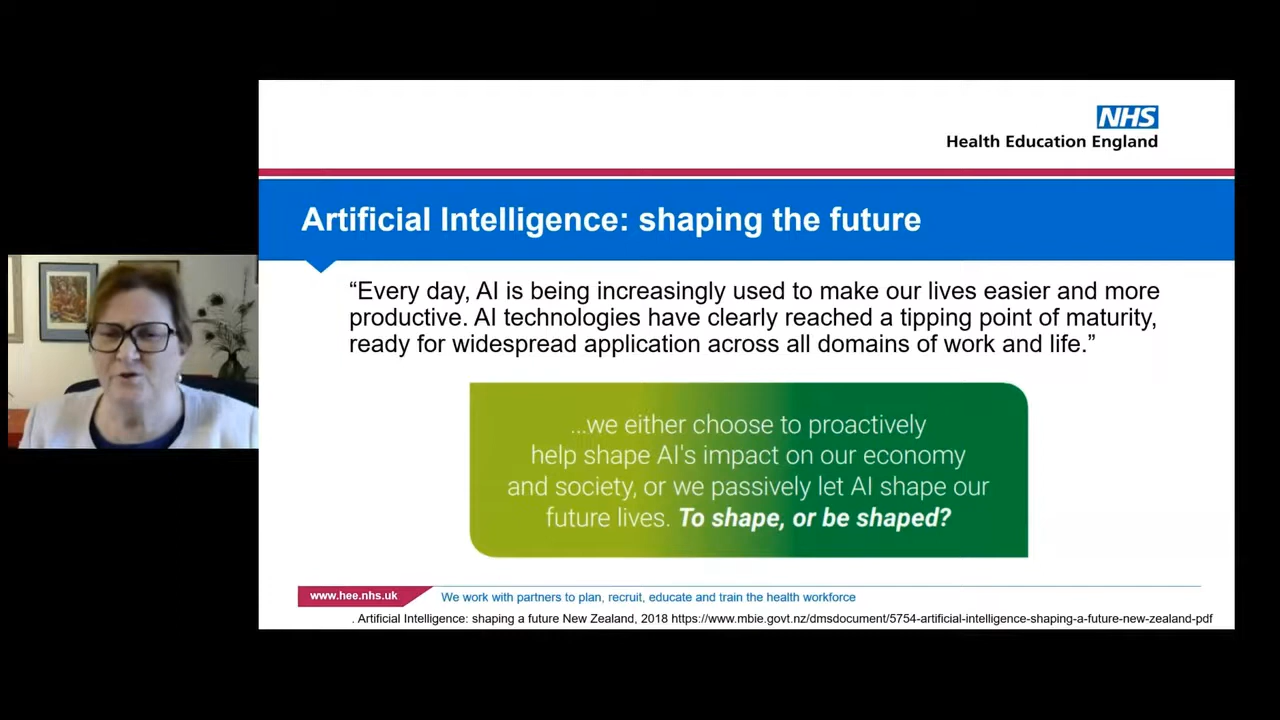 NHS
Health Education England
Artificial Intelligence: shaping the future
“Every day, AI is being increasingly used to make our lives easier and more
productive. AI technologies have clearly reached a tipping point of maturity,
ready for widespread application across all domains of work and life.”
...we either choose to proactively
help shape AI's impact on our economy
and society, or we passively let AI shape our
future lives. To shape, or be shaped?
www.hee.nhs.uk
We work with partners to plan, recruit, educate and train the health workforce
. Artificial Intelligence: shaping a future New Zealand, 2018 https://www.mbie.govt.nz/dmsdocument/5754-artificial-intelligence-shaping-a-future-new-zealand-pdf